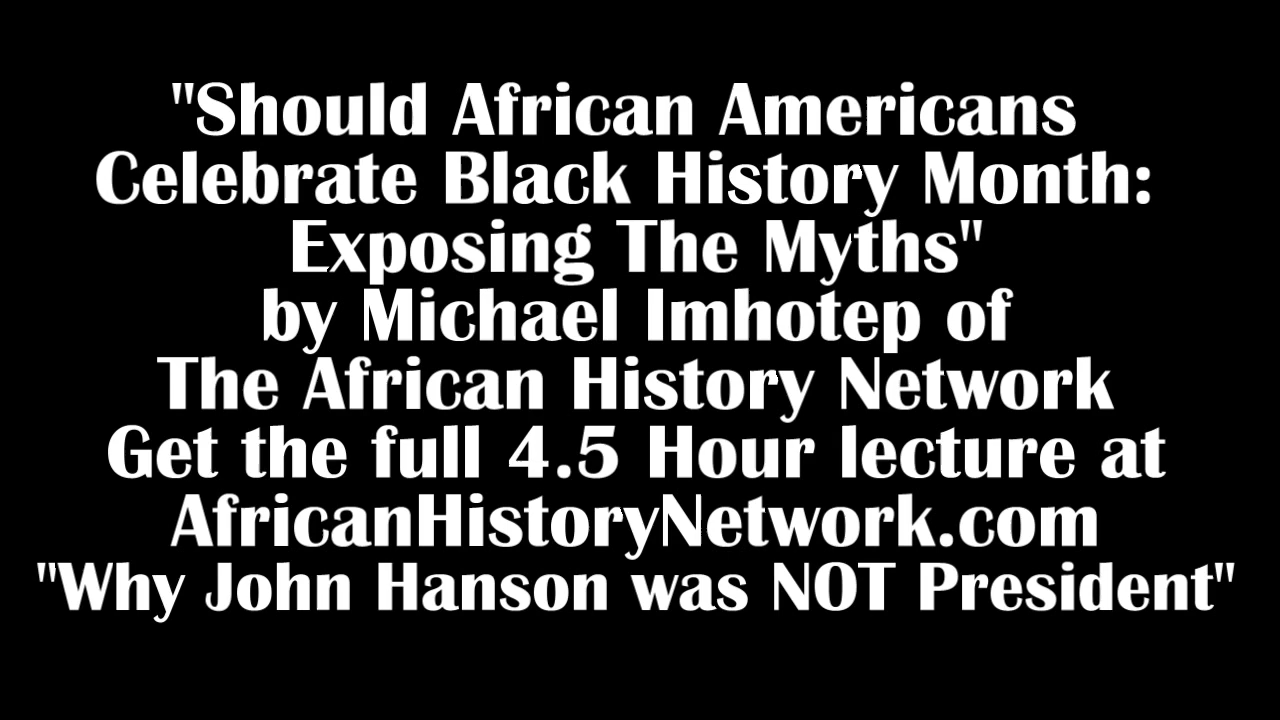 "Should African Americans
Celebrate Black History Month:
Exposing The Myths"
by Michael Imhotep of
The African History Network
Get the full 4.5 Hour lecture at
AfricanHistoryNetwork.com
"Why John Hanson was NOT President"